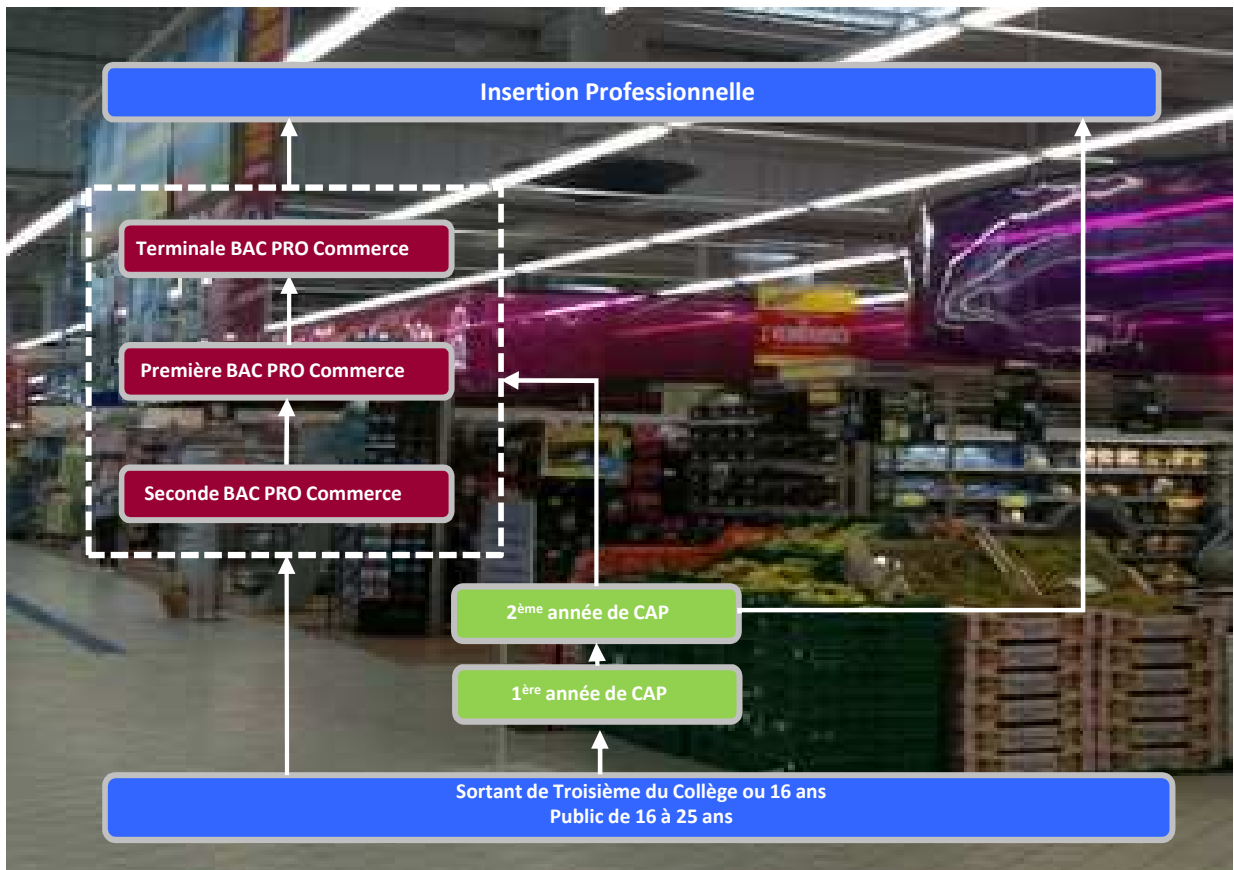 Insertion Professionnelle
Terminale BAC PRO Commerce
Première BAC PRO Commerce
Seconde BAC PRO Commerce
2ème année de CAP
1ère année de CAP
Sortant de Troisième du Collège ou 16 ans
Public de 16 à 25 ans